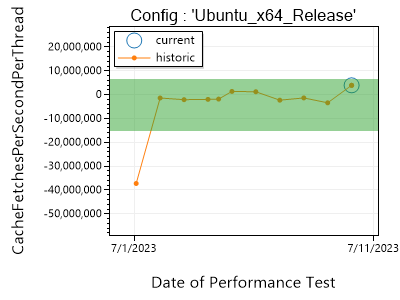 Config : 'Ubuntu_x64_Release'
current
historic
CacheFetchesPerSecondPerThread
20,000,000
10,000,000
0
-10,000,000
-20,000,000
-30,000,000
-40,000,000
-50,000,000
7/1/2023
7/11/2023
Date of Performance Test